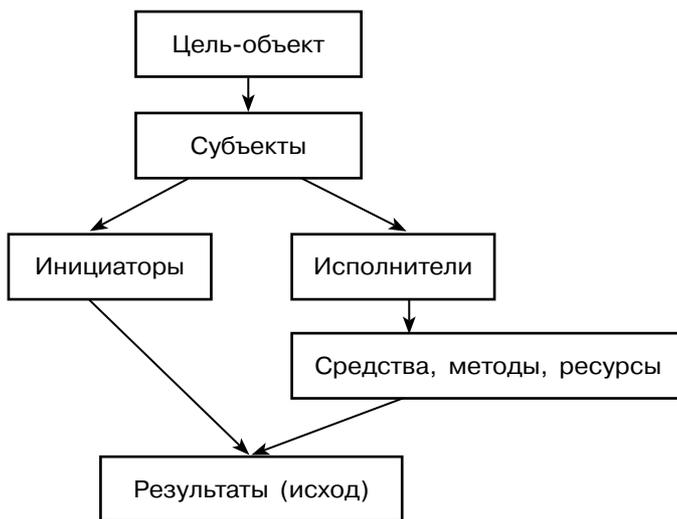 Цель-объект
Субъекты
Инициаторы
Исполнители
Средства, методы, ресурсы
Результаты (исход)